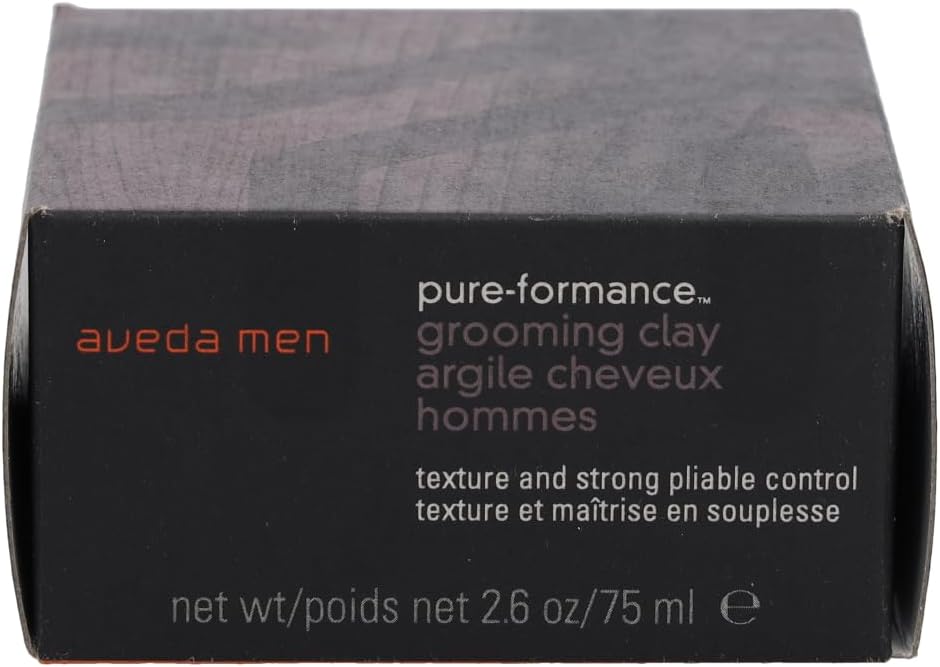 aveda men
pure-formance™
grooming clay
argile cheveux
hommes
texture and strong pliable control
texture et maîtrise en souplesse
net wt/poids net 2.6 oz/75 ml ℮